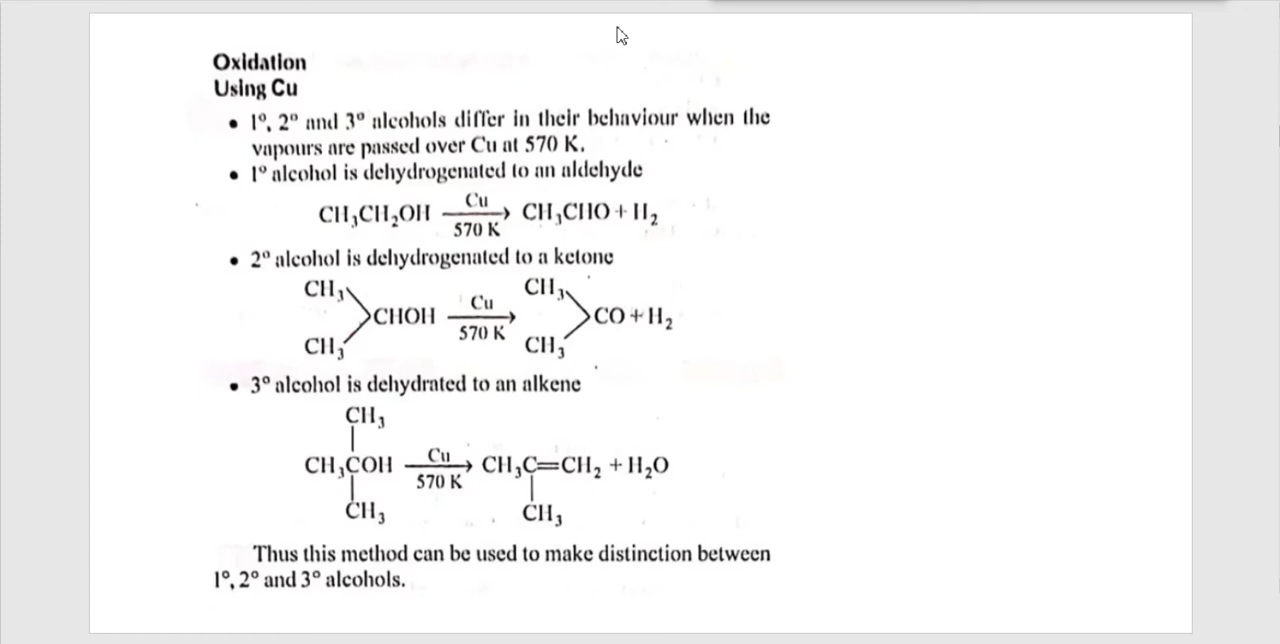 Oxidation
Using Cu
• 1°, 2° and 3° alcohols differ in their behaviour when the
vapours are passed over Cu at 570 K.
• 1° alcohol is dehydrogenated to an aldehyde
CH₃CH₂OH —Cu/570 K→ CH₃CHO + H₂
• 2° alcohol is dehydrogenated to a ketone
CH₃ CH₃
CHOH —Cu/570 K→ CO + H₂
CH₃ CH₃
• 3° alcohol is dehydrated to an alkene
CH₃
CH₃COH —Cu/570 K→ CH₃C=CH₂ + H₂O
CH₃ CH₃
Thus this method can be used to make distinction between
1°, 2° and 3° alcohols.